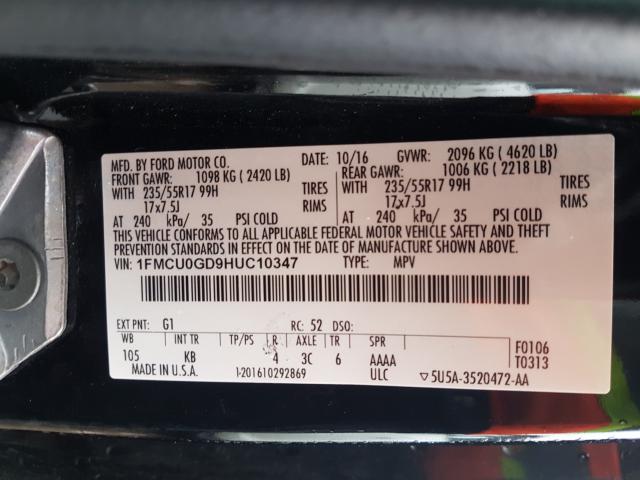 MFD. BY FORD MOTOR CO. DATE: 10/16 GVWR: 2096 KG ( 4620 LB)
FRONT GAWR: 1098 KG ( 2420 LB) REAR GAWR: 1006 KG ( 2218 LB)
WITH 235/55R17 99H TIRES WITH 235/55R17 99H TIRES
17x7.5J RIMS 17x7.5J RIMS
AT 240 kPa/ 35 PSI COLD AT 240 kPa/ 35 PSI COLD
THIS VEHICLE CONFORMS TO ALL APPLICABLE FEDERAL MOTOR VEHICLE SAFETY AND THEFT
PREVENTION STANDARDS IN EFFECT ON THE DATE OF MANUFACTURE SHOWN ABOVE.
VIN: 1FMCU0GD9HUC10347 TYPE: MPV
EXT PNT: G1 RC: 52 DSO:
WB INT TR TP/PS R AXLE TR SPR F0106
105 KB 4 3C 6 AAAA T0313
MADE IN U.S.A. 1-201610292869 ULC ▽5U5A-3520472-AA